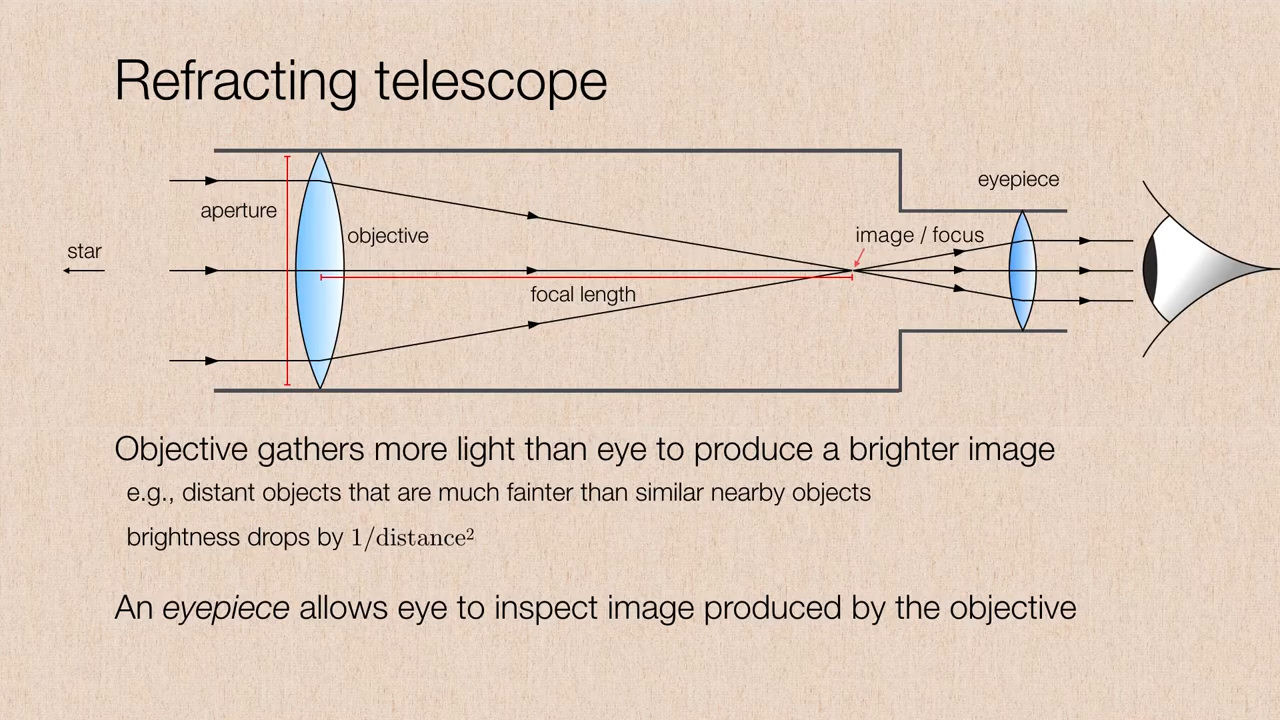 Refracting telescope
eyepiece
aperture
objective
image / focus
star
focal length
Objective gathers more light than eye to produce a brighter image
e.g., distant objects that are much fainter than similar nearby objects
brightness drops by 1/distance²
An eyepiece allows eye to inspect image produced by the objective